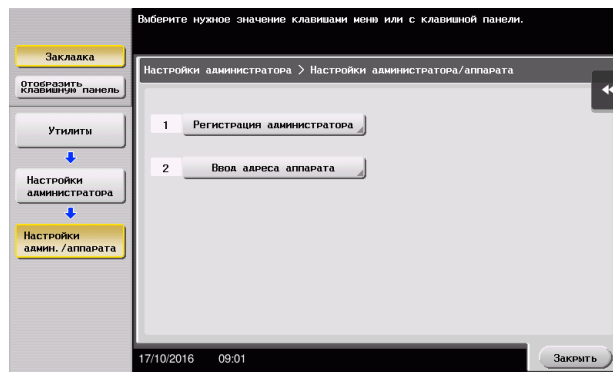 Выберите нужное значение клавишами меню или с клавишной панели.
Закладка
Отобразить
клавишную панель
Утилиты
Настройки
администратора
Настройки
админ./аппарата
Настройки администратора > Настройки администратора/аппарата
1 Регистрация администратора
2 Ввод адреса аппарата
17/10/2016 09:01
Закрыть